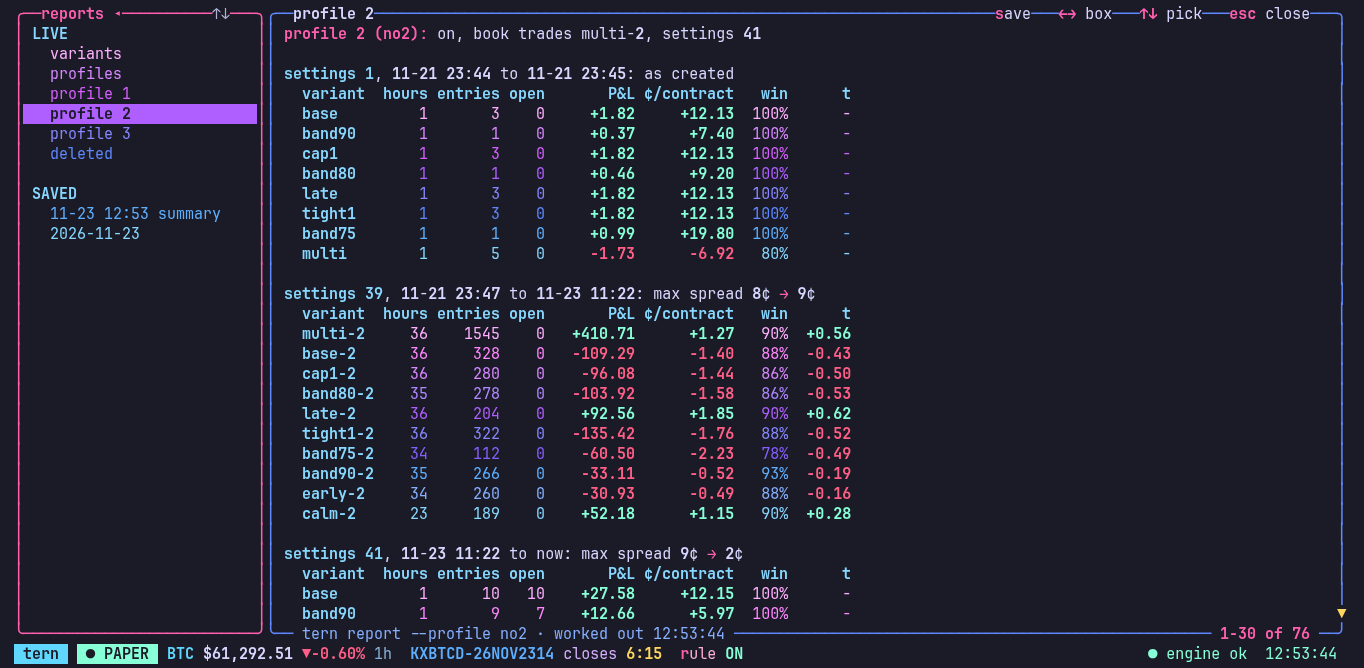 reports ◂ ↑↓
LIVE
variants
profiles
profile 1
profile 2
profile 3
deleted
SAVED
11-23 12:53 summary
2026-11-23
profile 2 save ↔ box ↑↓ pick esc close
profile 2 (no2): on, book trades multi-2, settings 41
settings 1, 11-21 23:44 to 11-21 23:45: as created
variant hours entries open P&L ¢/contract win t
base 1 3 0 +1.82 +12.13 100% -
band90 1 1 0 +0.37 +7.40 100% -
cap1 1 3 0 +1.82 +12.13 100% -
band80 1 1 0 +0.46 +9.20 100% -
late 1 3 0 +1.82 +12.13 100% -
tight1 1 3 0 +1.82 +12.13 100% -
band75 1 1 0 +0.99 +19.80 100% -
multi 1 5 0 -1.73 -6.92 80% -
settings 39, 11-21 23:47 to 11-23 11:22: max spread 8¢ → 9¢
variant hours entries open P&L ¢/contract win t
multi-2 36 1545 0 +410.71 +1.27 90% +0.56
base-2 36 328 0 -109.29 -1.40 88% -0.43
cap1-2 36 280 0 -96.08 -1.44 86% -0.50
band80-2 35 278 0 -103.92 -1.58 86% -0.53
late-2 36 204 0 +92.56 +1.85 90% +0.62
tight1-2 36 322 0 -135.42 -1.76 88% -0.52
band75-2 34 112 0 -60.50 -2.23 78% -0.49
band90-2 35 266 0 -33.11 -0.52 93% -0.19
early-2 34 260 0 -30.93 -0.49 88% -0.16
calm-2 23 189 0 +52.18 +1.15 90% +0.28
settings 41, 11-23 11:22 to now: max spread 9¢ → 2¢
variant hours entries open P&L ¢/contract win t
base 1 10 10 +27.58 +12.15 100% -
band90 1 9 7 +12.66 +5.97 100% -
tern report --profile no2 · worked out 12:53:44 1-30 of 76
tern ● PAPER BTC $61,292.51 ▼-0.60% 1h KXBTCD-26NOV2314 closes 6:15 rule ON ● engine ok 12:53:44